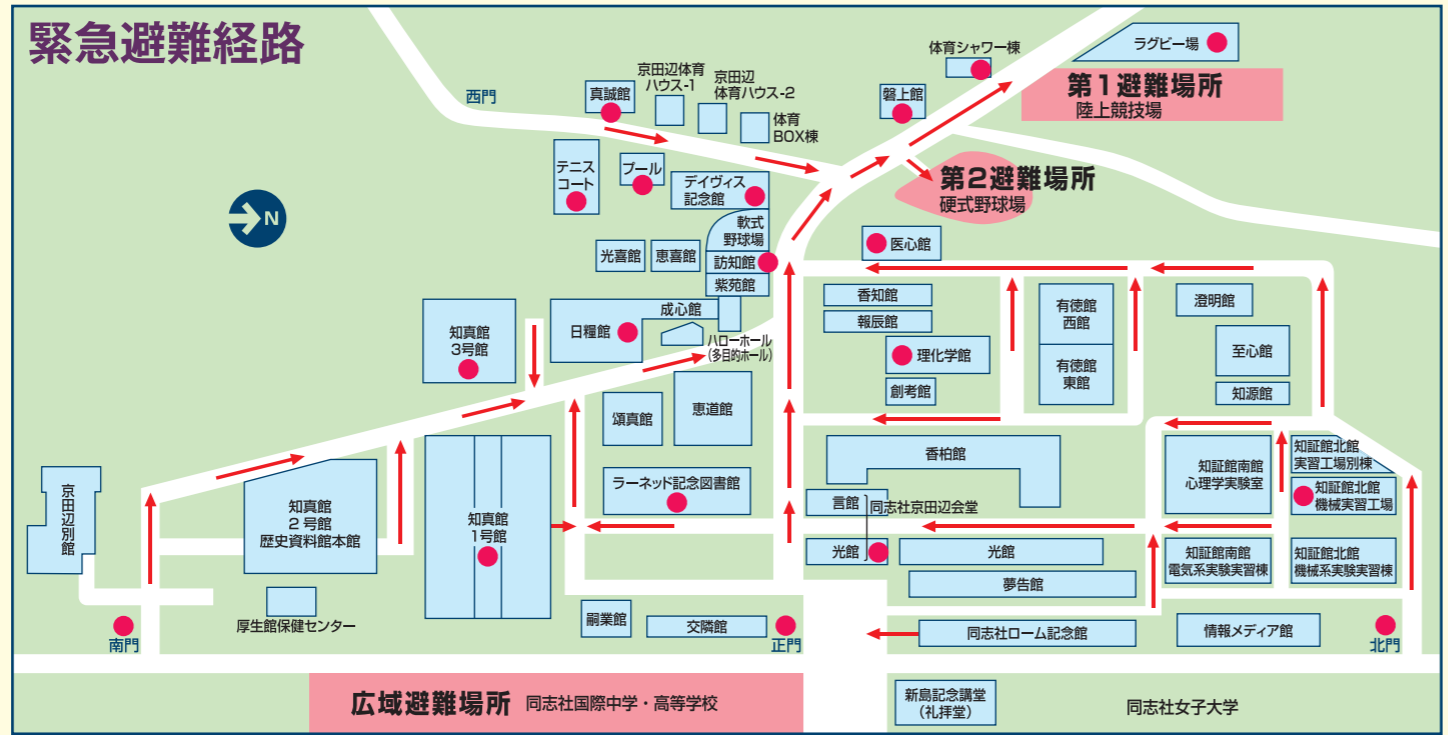 緊急避難経路
西門
真誠館
京田辺体育
ハウス-1
京田辺
体育ハウス-2
体育
BOX棟
体育シャワー棟
磐上館
ラグビー場
第1避難場所
陸上競技場
第2避難場所
硬式野球場
N
テニス
コート
プール
デイヴィス
記念館
軟式
野球場
光喜館
恵喜館
訪知館
紫苑館
成心館
ハローホール
(多目的ホール)
日糧館
知真館
3号館
医心館
香知館
報辰館
理化学館
創考館
有徳館
西館
有徳館
東館
澄明館
至心館
知源館
頌真館
恵道館
ラーネッド記念図書館
香柏館
言館
同志社京田辺会堂
光館
光館
夢告館
知証館南館
心理学実験室
知証館北館
実習工場別棟
知証館北館
機械実習工場
知証館南館
電気系実験実習棟
知証館北館
機械系実験実習棟
京田辺別館
知真館
2号館
歴史資料館本館
知真館
1号館
厚生館保健センター
南門
嗣業館
交隣館
正門
同志社ローム記念館
情報メディア館
北門
広域避難場所
同志社国際中学・高等学校
新島記念講堂
(礼拝堂)
同志社女子大学